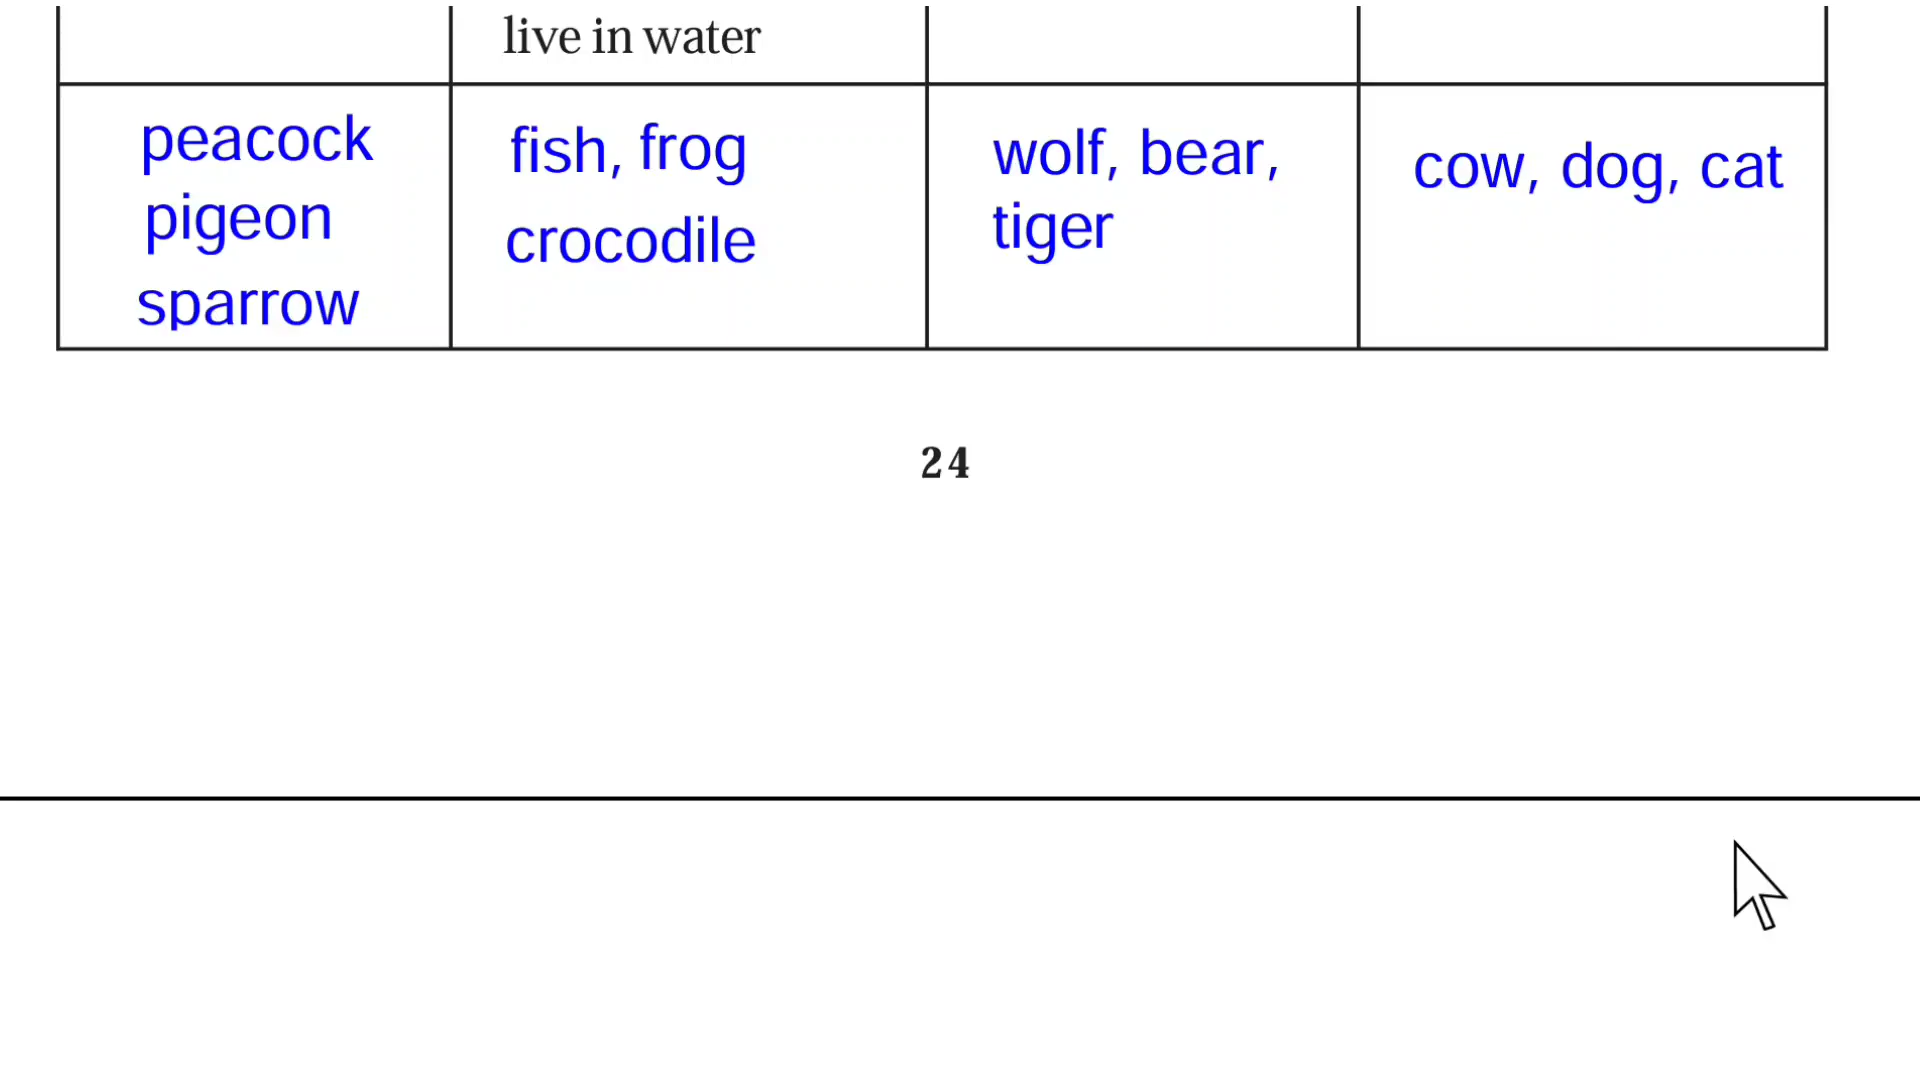 live in water
peacock
pigeon
sparrow
fish, frog
crocodile
wolf, bear,
tiger
cow, dog, cat
24